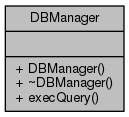 DBManager
+ DBManager()
+ ~DBManager()
+ execQuery()